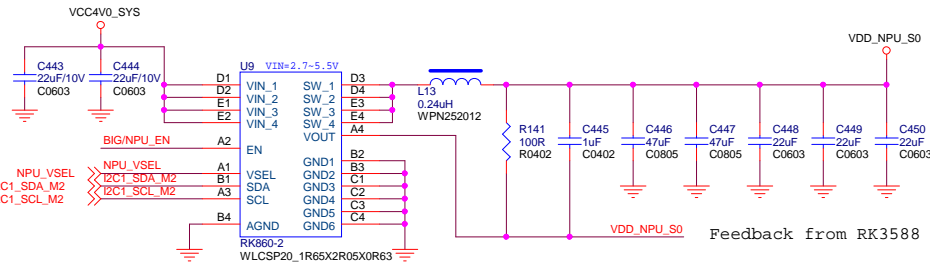 VCC4V0_SYS
VDD_NPU_S0
C443
22uF/10V
C0603
C444
22uF/10V
C0603
U9 VIN=2.7~5.5V
D1 VIN_1 SW_1 D3
D2 VIN_2 SW_2 D4
E1 VIN_3 SW_3 E3
E2 VIN_4 SW_4 E4
VOUT A4
BIG/NPU_EN A2 EN
GND1 B2
NPU_VSEL NPU_VSEL A1 VSEL GND2 B3
C1_SDA_M2 I2C1_SDA_M2 B1 SDA GND3 C1
C1_SCL_M2 I2C1_SCL_M2 A3 SCL GND4 C2
GND5 C3
B4 AGND GND6 C4
RK860-2
WLCSP20_1R65X2R05X0R63
L13
0.24uH
WPN252012
R141
100R
R0402
C445
1uF
C0402
C446
47uF
C0805
C447
47uF
C0805
C448
22uF
C0603
C449
22uF
C0603
C450
22uF
C0603
VDD_NPU_S0 Feedback from RK3588